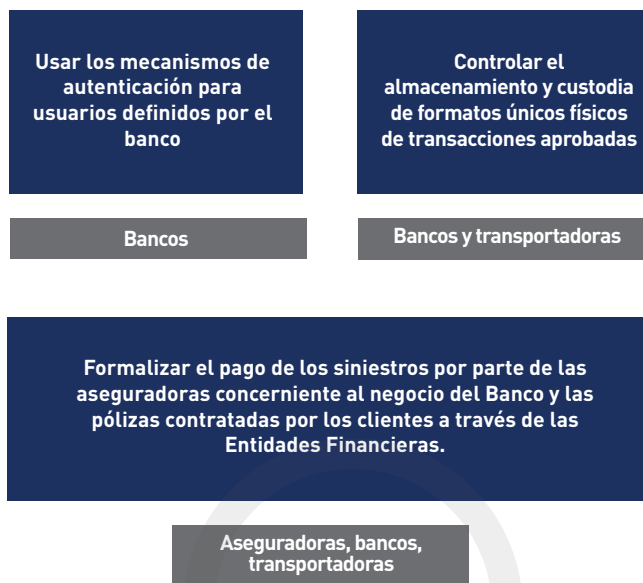 Usar los mecanismos de
autenticación para
usuarios definidos por el
banco
Controlar el
almacenamiento y custodia
de formatos únicos físicos
de transacciones aprobadas
Bancos
Bancos y transportadoras
Formalizar el pago de los siniestros por parte de las
aseguradoras concerniente al negocio del Banco y las
pólizas contratadas por los clientes a través de las
Entidades Financieras.
Aseguradoras, bancos,
transportadoras